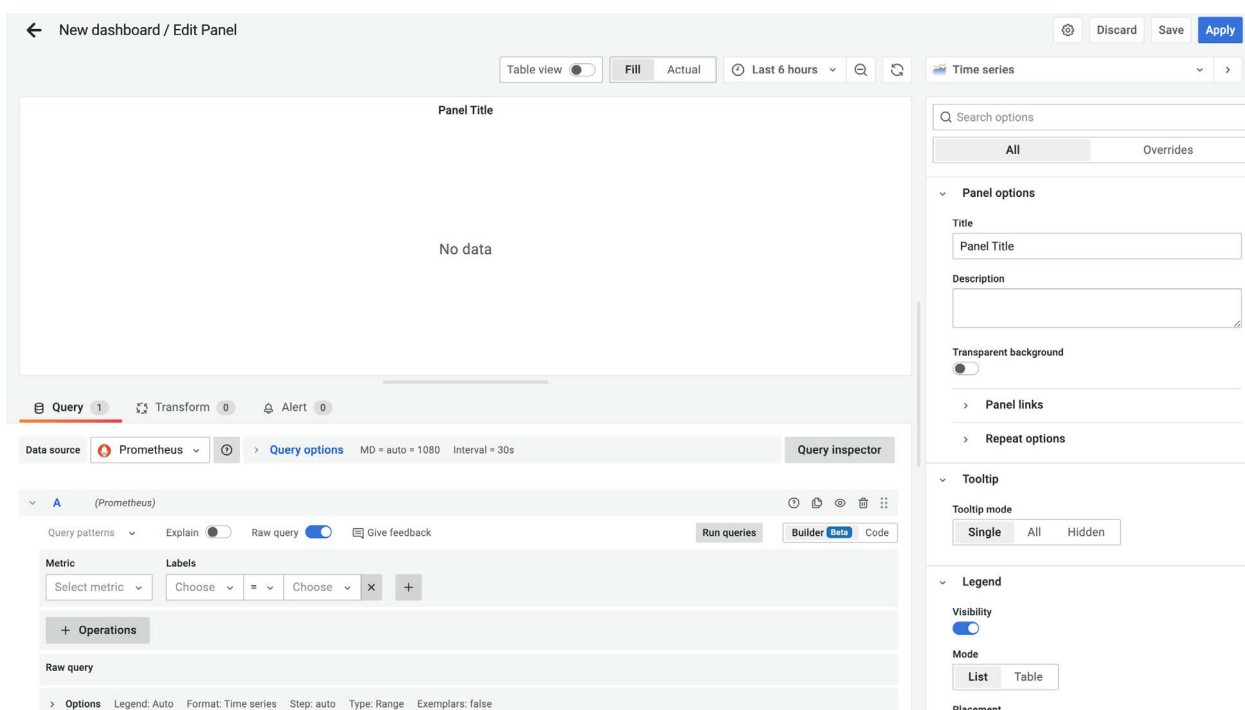 New dashboard / Edit Panel
Discard Save Apply
Table view Fill Actual Last 6 hours
Time series
Panel Title
No data
Search options
All Overrides
Panel options
Title
Panel Title
Description
Transparent background
Panel links
Repeat options
Tooltip
Tooltip mode
Single All Hidden
Legend
Visibility
Mode
List Table
Placement
Query 1 Transform 0 Alert 0
Data source Prometheus Query options MD = auto = 1080 Interval = 30s Query inspector
A (Prometheus)
Query patterns Explain Raw query Give feedback Run queries Builder Beta Code
Metric Labels
Select metric Choose = Choose × +
+ Operations
Raw query
Options Legend: Auto Format: Time series Step: auto Type: Range Exemplars: false